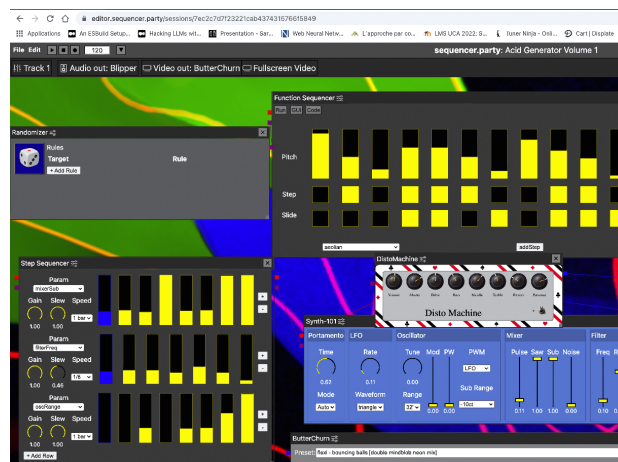 editor.sequencer.party/sessions/7ec2c7d7f23221cab4374315766f5849
Applications An ESBuild Setup... Hacking LLMs wit... Presentation - Sar... Web Neural Netw... L'approche par co... LMS UCA 2022: S... Cart | Displate
File Edit 120 sequencer.party: Acid Generator Volume 1
Track 1 Audio out: Blipper Video out: ButterChurn Fullscreen Video
Function Sequencer
Run GUI Code
Randomizer
Rules
Target Rule
+ Add Rule
Pitch
Step
Slide
aeolian addStep
Step Sequencer
Param
mixerSub
Gain Slew Speed
1.00 1.00 1 bar
+
-
Param
filterFreq
Gain Slew Speed
1.00 0.46 1/8
+
-
Param
oscRange
Gain Slew Speed
1.00 1.00 1 bar
+
-
+ Add Row
DistoMachine
Disto Machine
Synth-101
Portamento LFO Oscillator Mixer Filter
Time Rate Tune Mod PW PWM Pulse Saw Sub Noise Freq
LFO
0.82 0.11 0.00
Sub Range
Mode Waveform Range
Auto triangle 32' 0.00 0.00 -10ct 0.11 1.00 1.00 0.00 0.10
ButterChurn
Preset: flexi - bouncing balls [double mindblob neon mix]